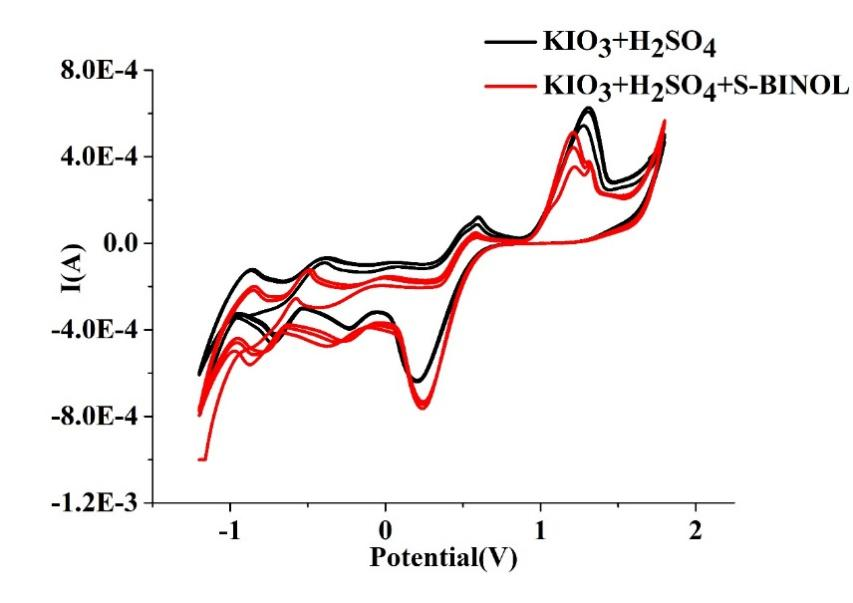 KIO3+H2SO4
KIO3+H2SO4+S-BINOL
8.0E-4
4.0E-4
0.0
-4.0E-4
-8.0E-4
-1.2E-3
I(A)
-1 0 1 2
Potential(V)